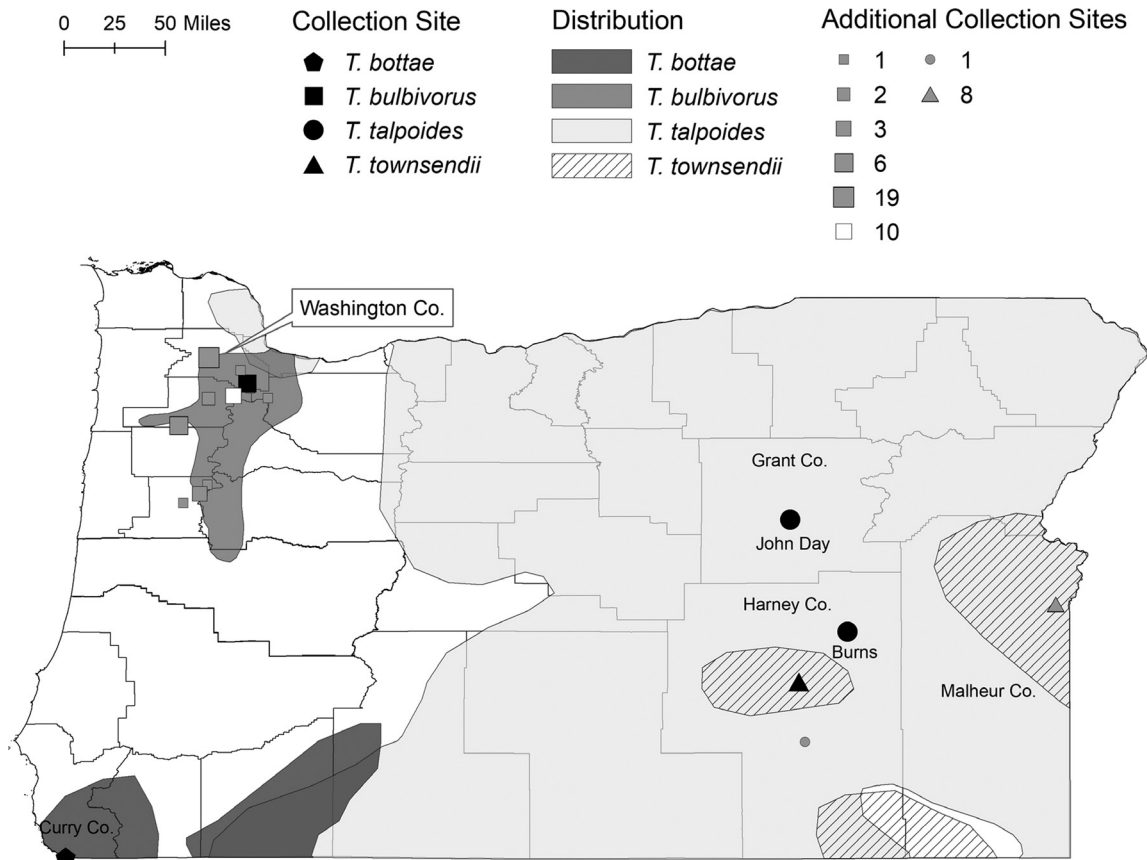 0 25 50 Miles
Collection Site
T. bottae
T. bulbivorus
T. talpoides
T. townsendii
Distribution
T. bottae
T. bulbivorus
T. talpoides
T. townsendii
Additional Collection Sites
1 1
2 8
3
6
19
10
Washington Co.
Grant Co.
John Day
Harney Co.
Burns
Malheur Co.
Curry Co.